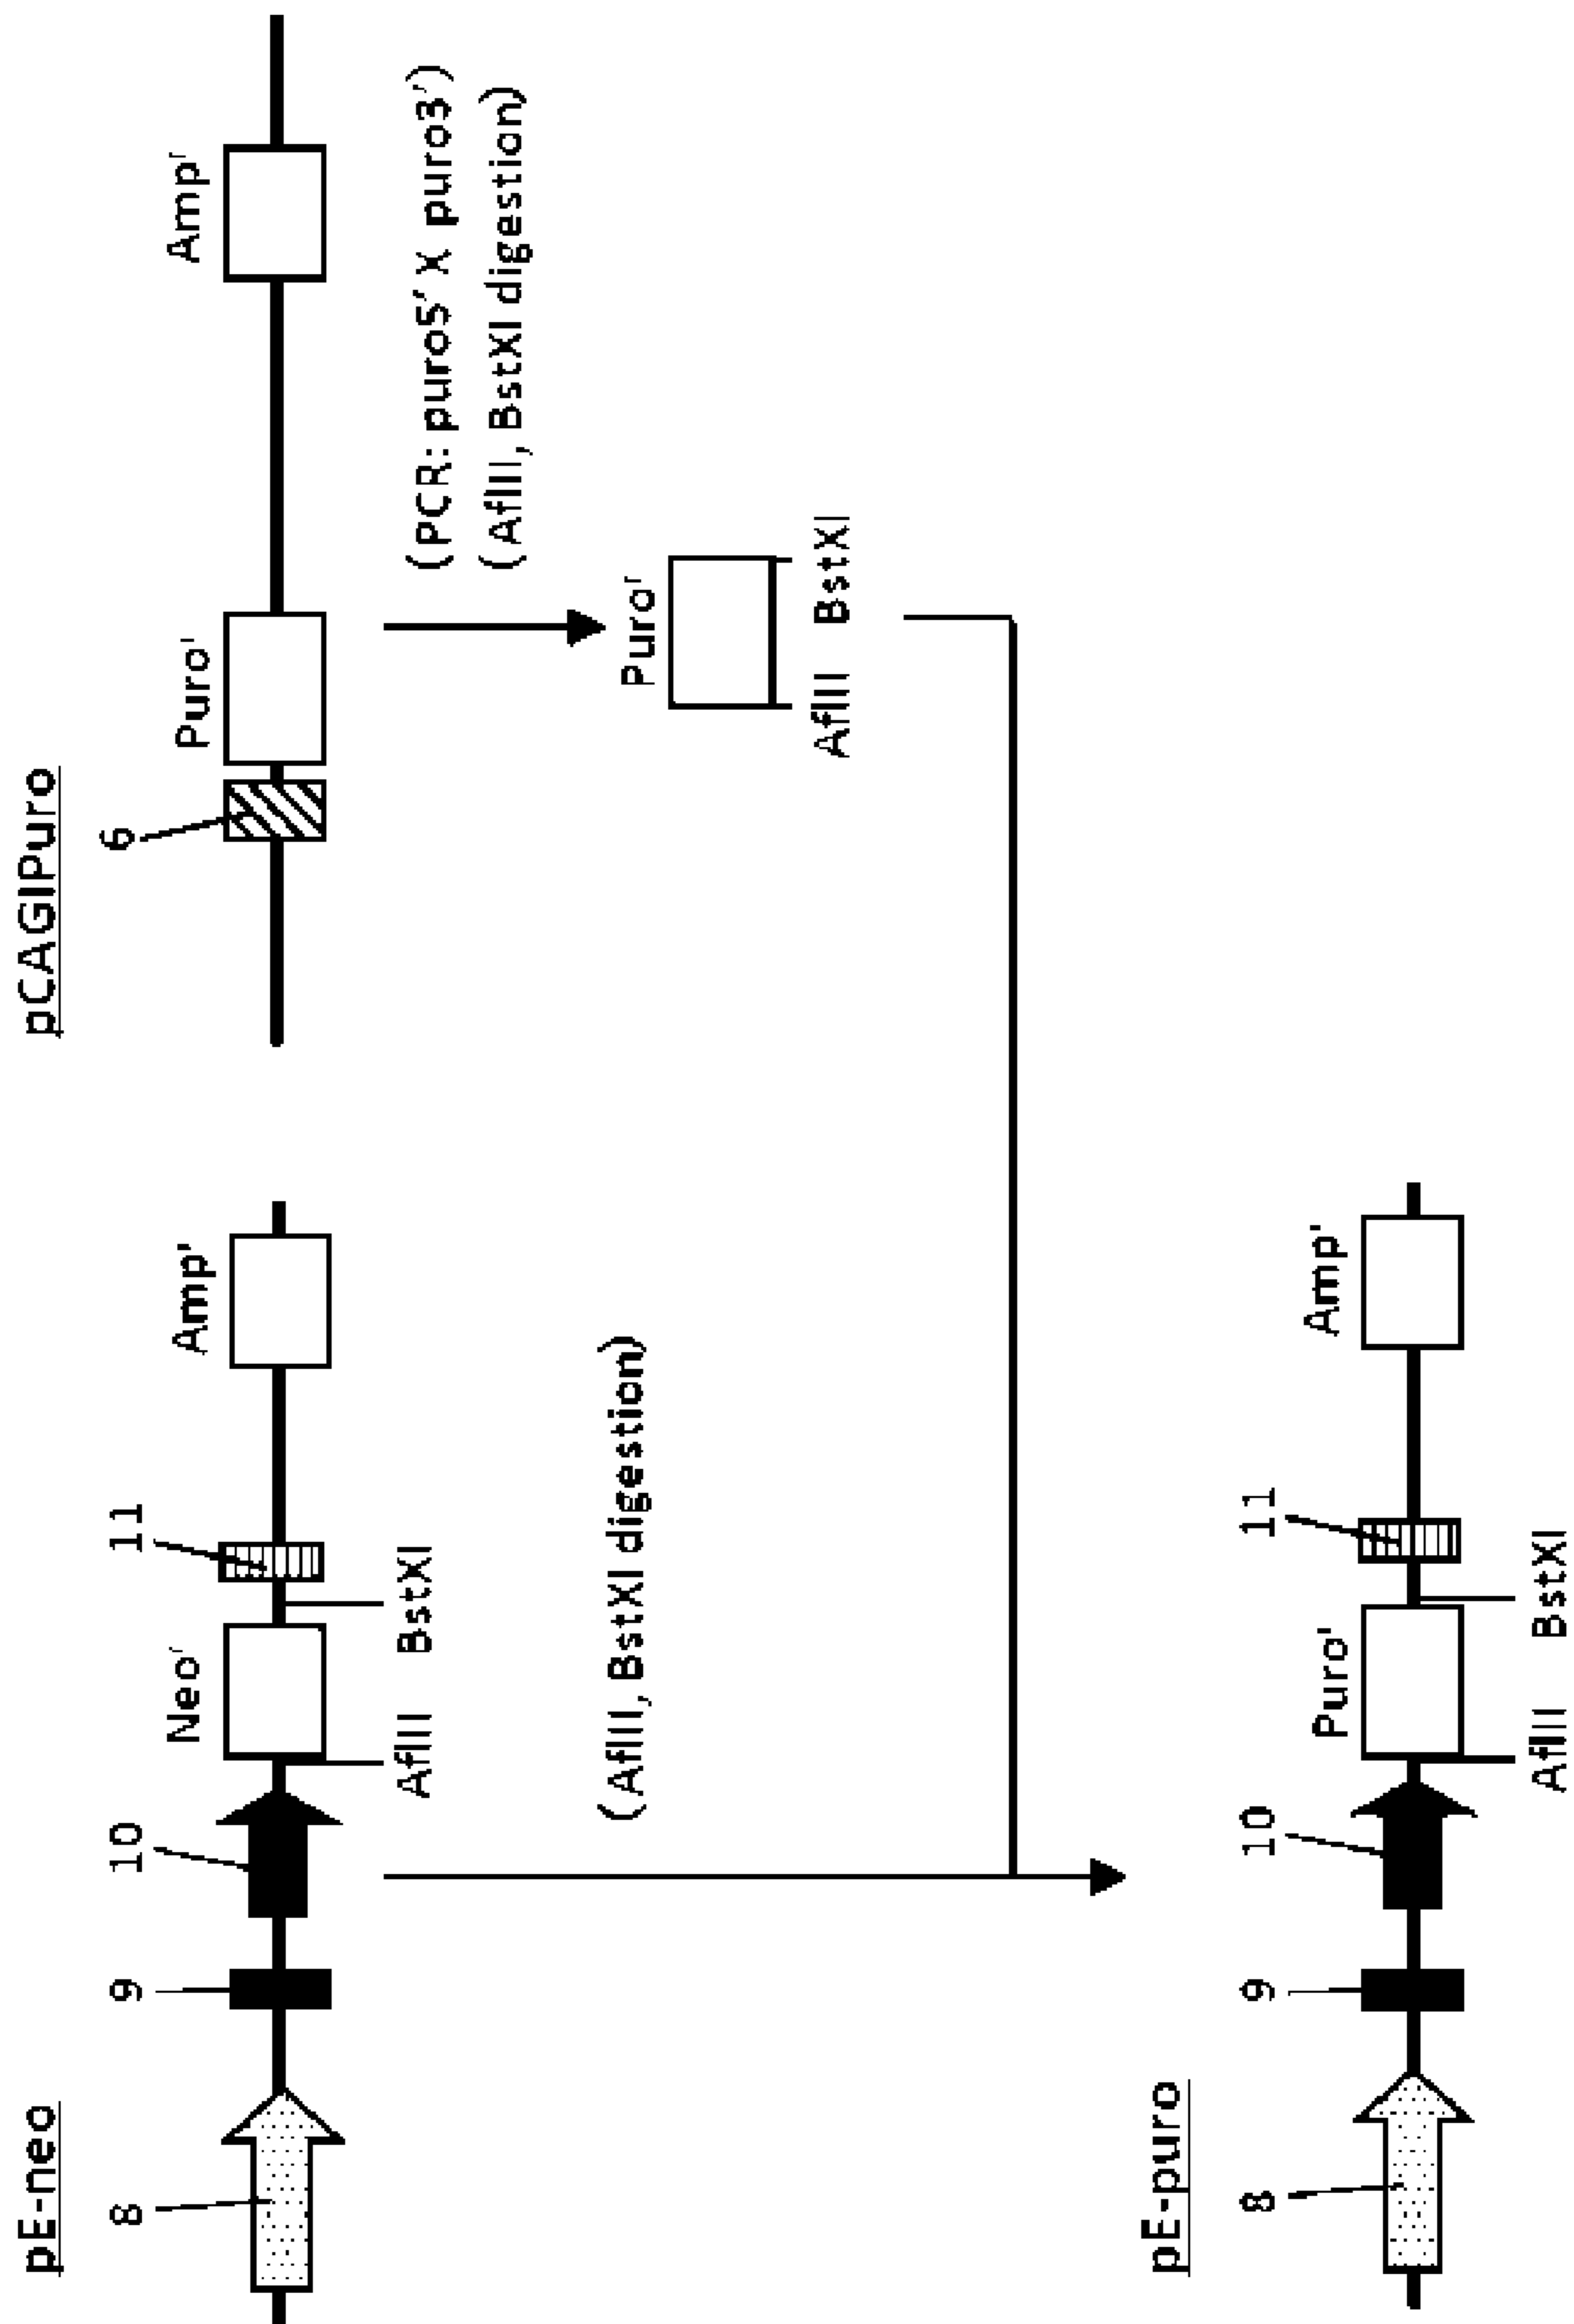 pE-neo
8
9
10
11
Neoʳ
Ampʳ
AflII BstXI
(AflII, BstXI digestion)
pCAGIPuro
6
Puroʳ
Ampʳ
(PCR: puro5' X puro3')
(AflII, BstXI digestion)
Puroʳ
AflII BstXI
pE-puro
8
9
10
11
Puroʳ
Ampʳ
AflII BstXI